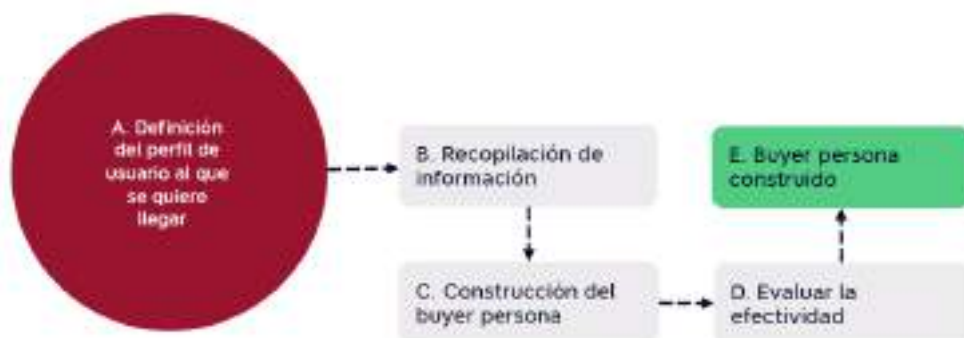 A. Definición
del perfil de
usuario al que
se quiere
llegar
B. Recopilación de
información
C. Construcción del
buyer persona
D. Evaluar la
efectividad
E. Buyer persona
construido